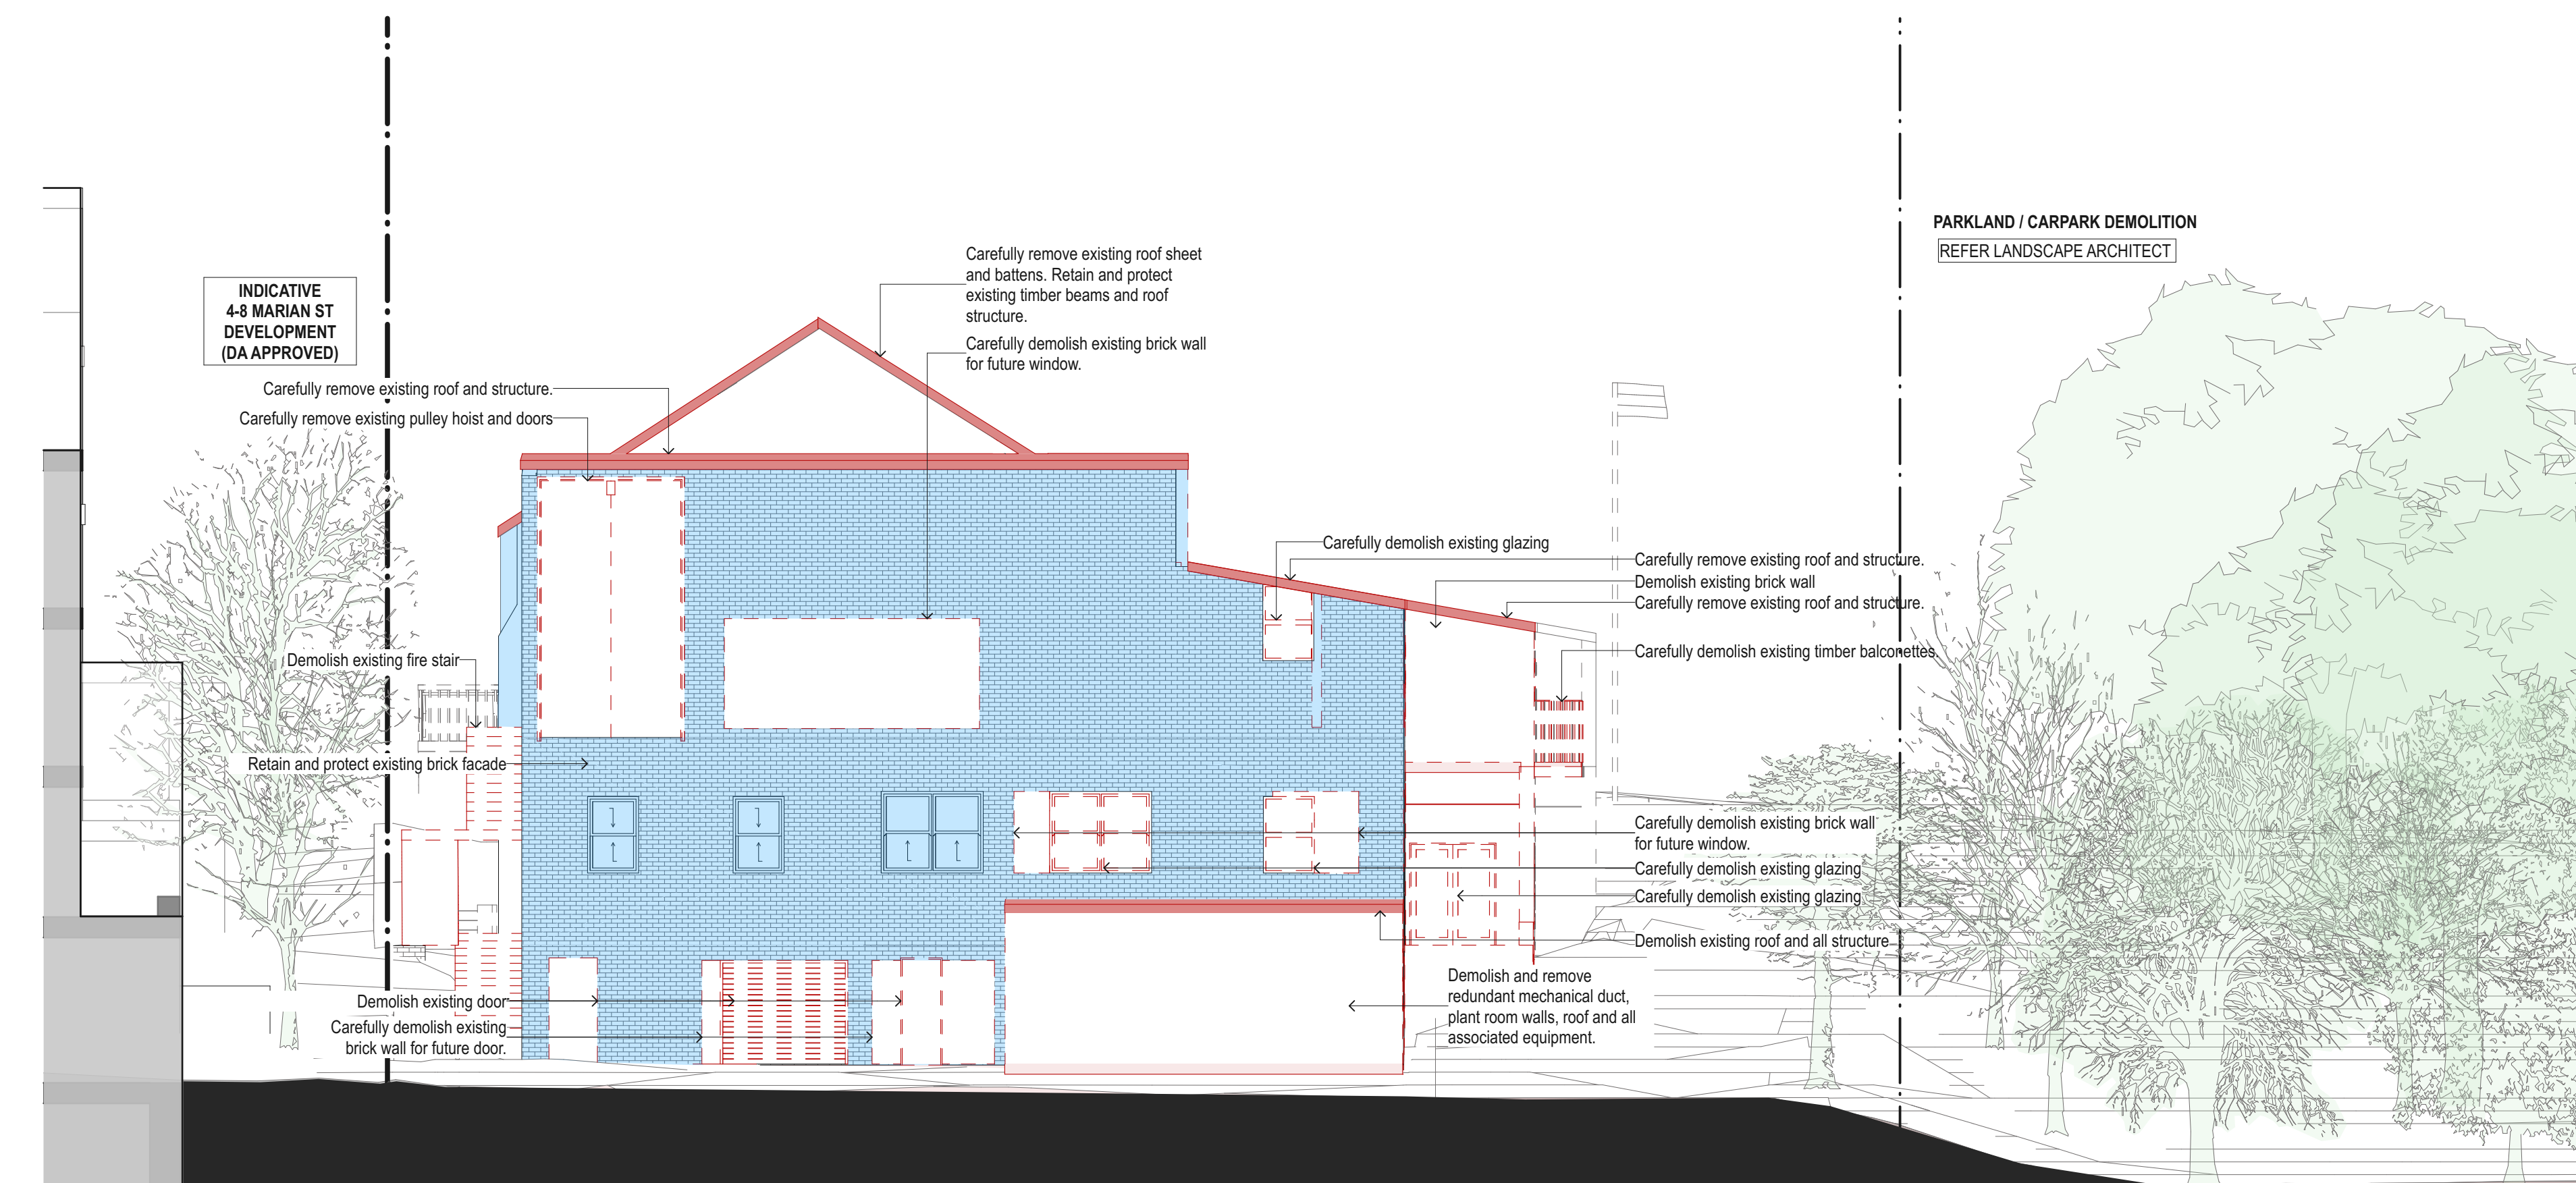 PARKLAND / CARPARK DEMOLITION
REFER LANDSCAPE ARCHITECT
INDICATIVE
4-8 MARIAN ST
DEVELOPMENT
(DA APPROVED)
Carefully remove existing roof sheet
and battens. Retain and protect
existing timber beams and roof
structure.
Carefully demolish existing brick wall
for future window.
Carefully remove existing roof and structure.
Carefully remove existing pulley hoist and doors
Carefully demolish existing glazing
Carefully remove existing roof and structure.
Demolish existing brick wall
Carefully remove existing roof and structure.
Carefully demolish existing timber balconettes.
Demolish existing fire stair
Retain and protect existing brick facade
Carefully demolish existing brick wall
for future window.
Carefully demolish existing glazing
Carefully demolish existing glazing
Demolish existing roof and all structure
Demolish and remove
redundant mechanical duct,
plant room walls, roof and all
associated equipment.
Demolish existing door
Carefully demolish existing
brick wall for future door.